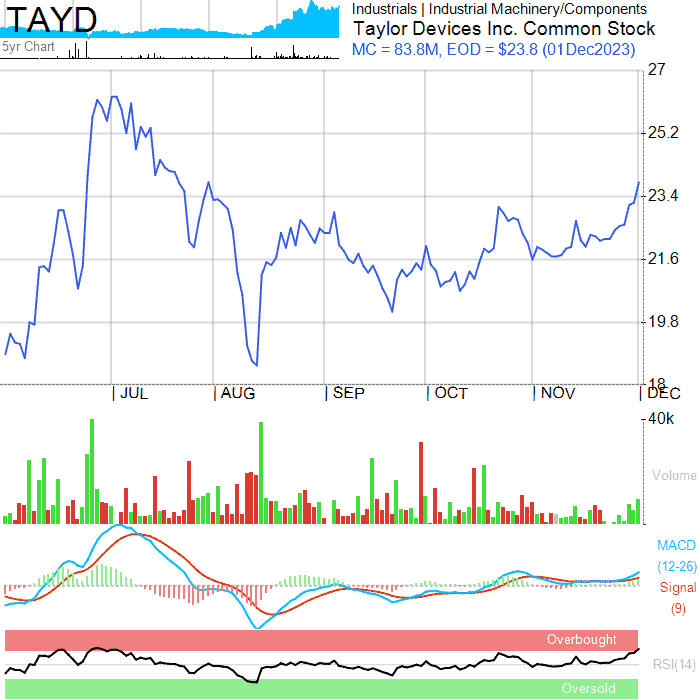 TAYD
5yr Chart
Industrials | Industrial Machinery/Components
Taylor Devices Inc. Common Stock
MC = 83.8M, EOD = $23.8 (01Dec2023)
27
25.2
23.4
21.6
19.8
18
| JUL | AUG | SEP | OCT | NOV | DEC
40k
Volume
MACD
(12-26)
Signal
(9)
Overbought
RSI(14)
Oversold